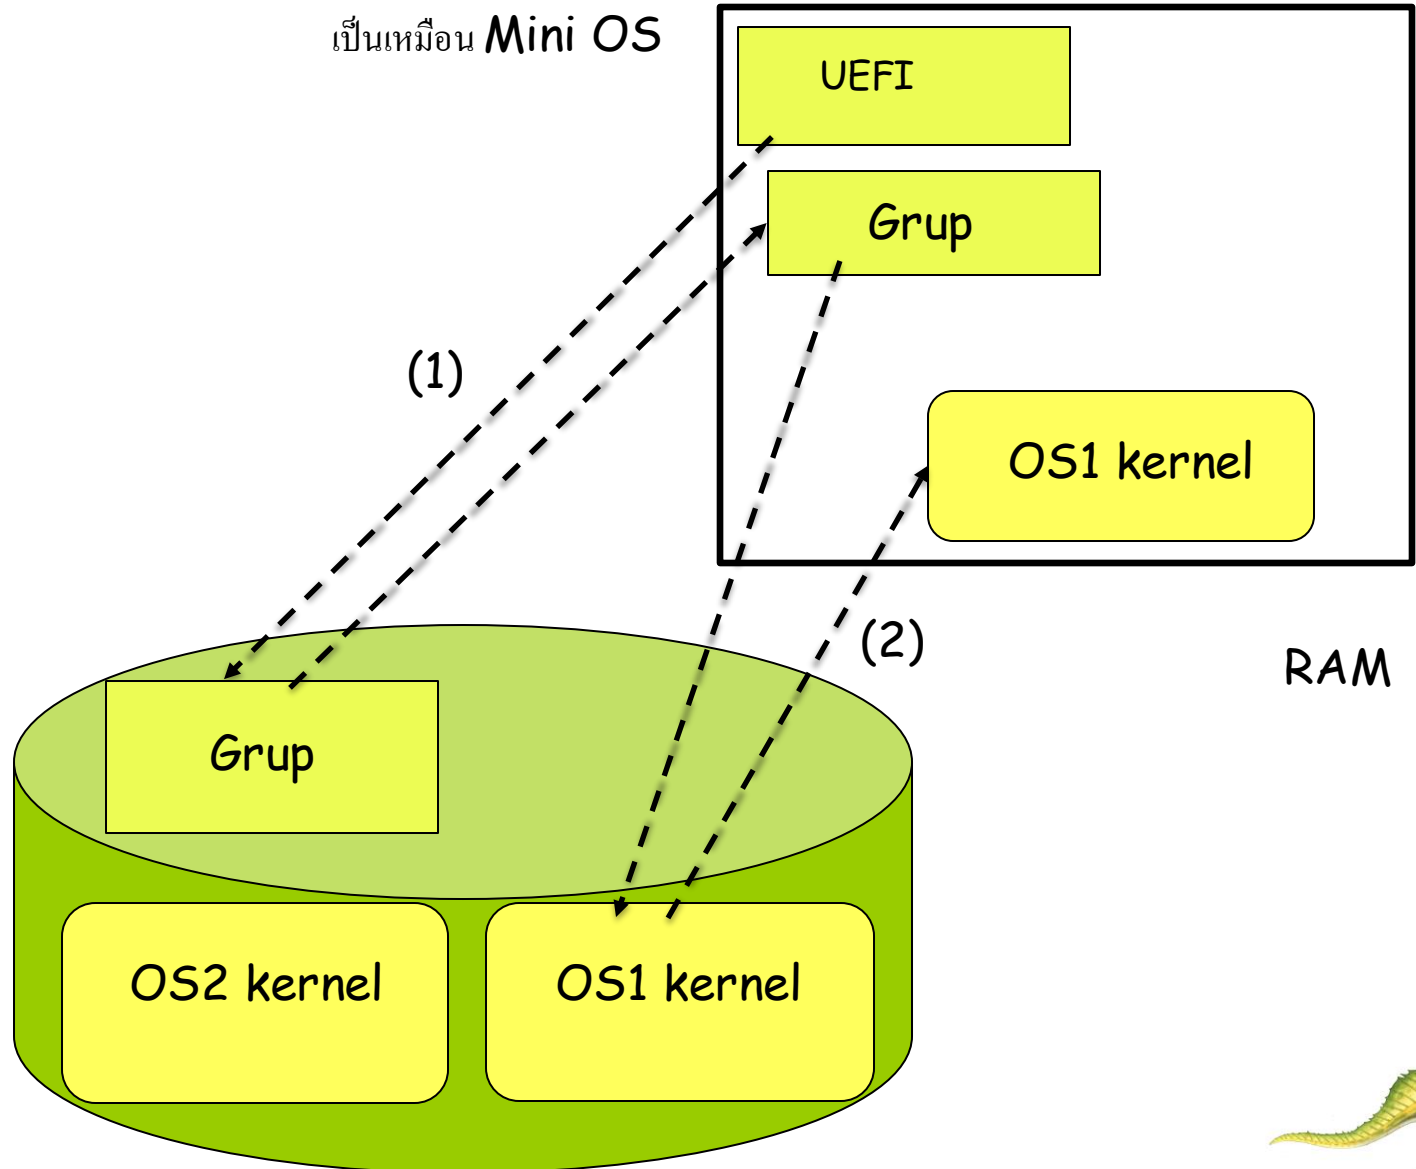 เป็นเหมือน Mini OS
UEFI
Grup
(1)
OS1 kernel
(2)
RAM
Grup
OS2 kernel
OS1 kernel